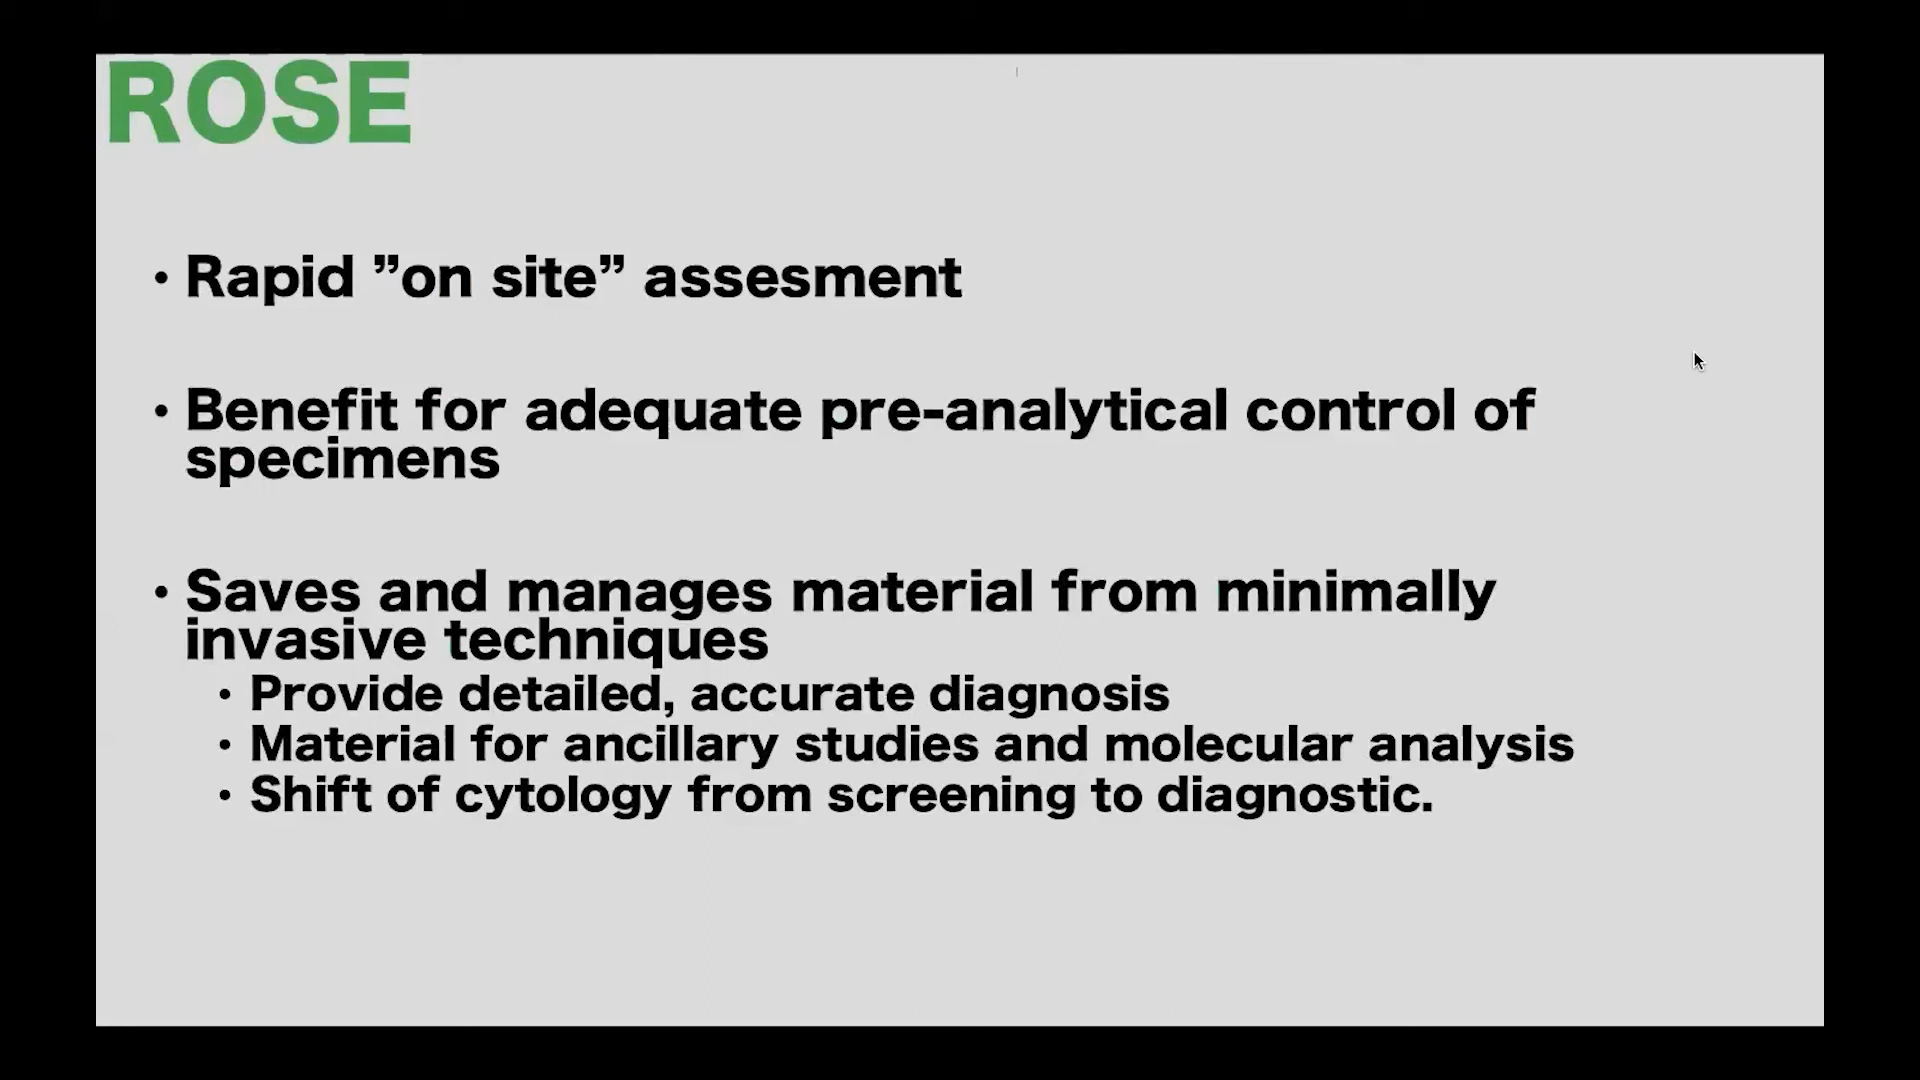 ROSE
• Rapid ”on site” assesment
• Benefit for adequate pre-analytical control of
specimens
• Saves and manages material from minimally
invasive techniques
• Provide detailed, accurate diagnosis
• Material for ancillary studies and molecular analysis
• Shift of cytology from screening to diagnostic.